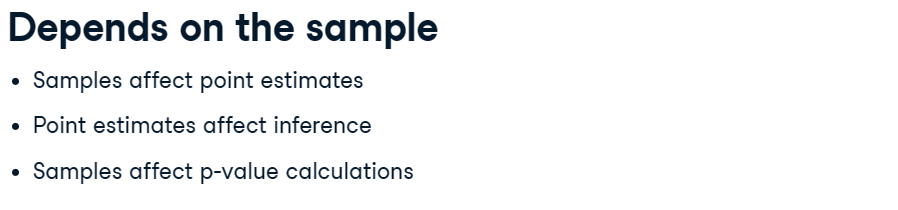 Depends on the sample
• Samples affect point estimates
• Point estimates affect inference
• Samples affect p-value calculations